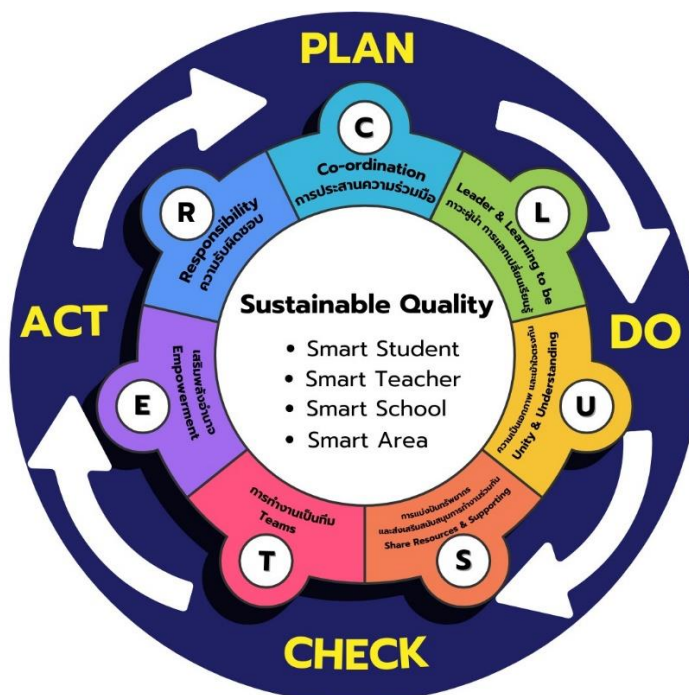 PLAN
DO
CHECK
ACT
C
Co-ordination
การประสานความร่วมมือ
L
Leader & Learning to be
ภาวะผู้นำ การแลกเปลี่ยนเรียนรู้
U
ความเป็นเอกภาพ และเข้าใจตรงกัน
Unity & Understanding
S
การแบ่งปันทรัพยากร
และส่งเสริมสนับสนุนการทำงานร่วมกัน
Share Resources & Supporting
T
การทำงานเป็นทีม
Teams
E
เสริมพลังอำนาจ
Empowerment
R
Responsibility
ความรับผิดชอบ
Sustainable Quality
• Smart Student
• Smart Teacher
• Smart School
• Smart Area